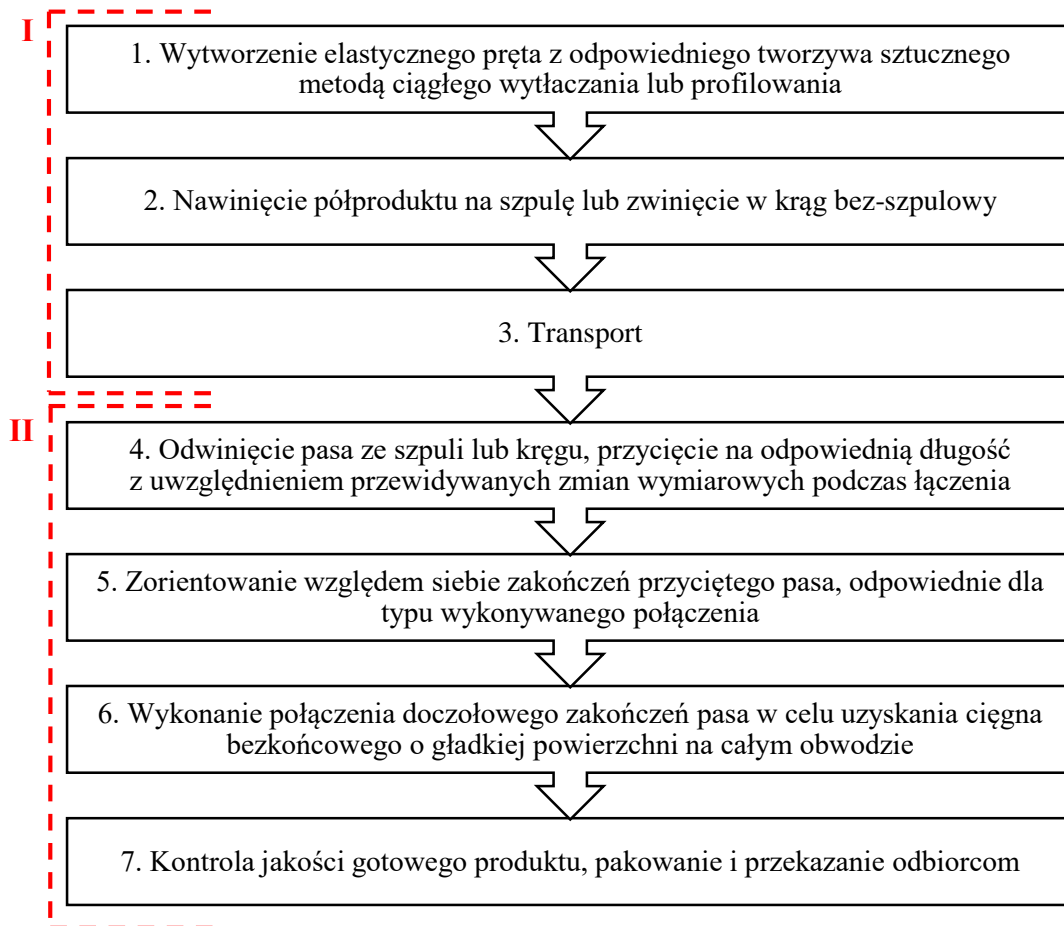 I
1. Wytworzenie elastycznego pręta z odpowiedniego tworzywa sztucznego
metodą ciągłego wytłaczania lub profilowania
2. Nawinięcie półproduktu na szpulę lub zwinięcie w krąg bez-szpulowy
3. Transport
II
4. Odwinięcie pasa ze szpuli lub kręgu, przycięcie na odpowiednią długość
z uwzględnieniem przewidywanych zmian wymiarowych podczas łączenia
5. Zorientowanie względem siebie zakończeń przyciętego pasa, odpowiednie dla
typu wykonywanego połączenia
6. Wykonanie połączenia doczołowego zakończeń pasa w celu uzyskania cięgna
bezkońcowego o gładkiej powierzchni na całym obwodzie
7. Kontrola jakości gotowego produktu, pakowanie i przekazanie odbiorcom